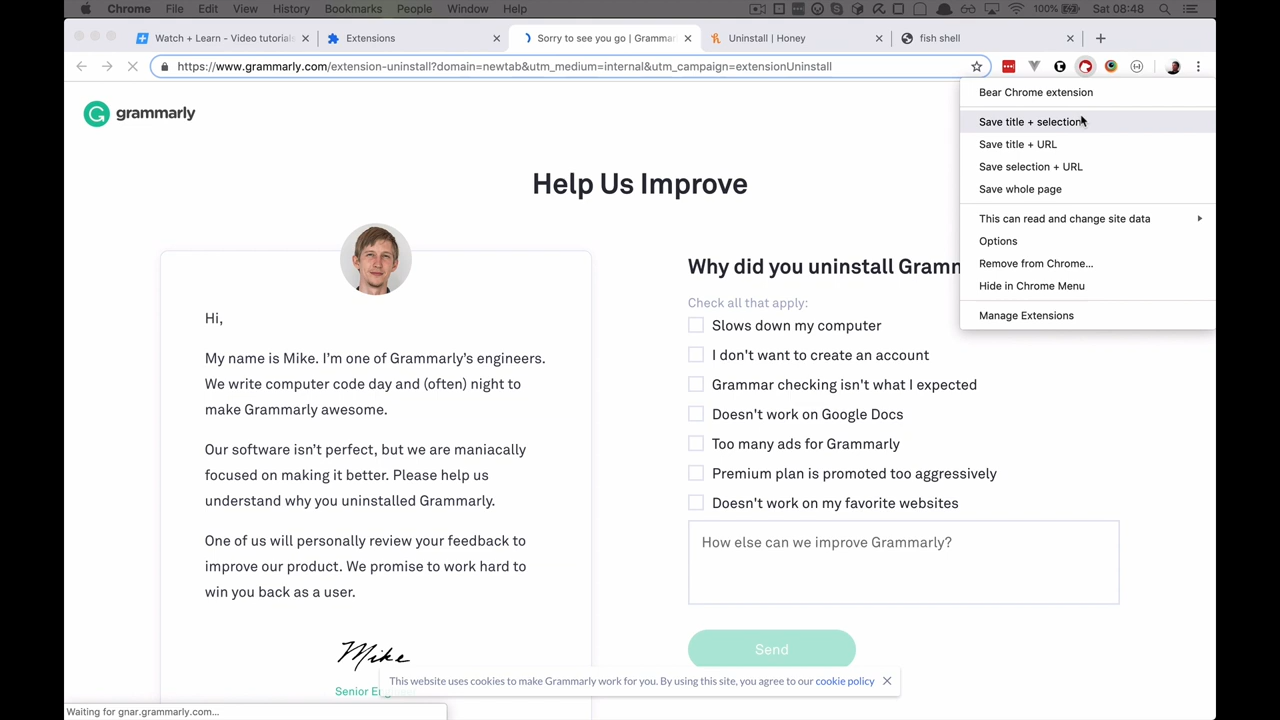 Chrome File Edit View History Bookmarks People Window Help 100% Sat 08:48
Watch + Learn - Video tutorials Extensions Sorry to see you go | Grammar Uninstall | Honey fish shell
https://www.grammarly.com/extension-uninstall?domain=newtab&utm_medium=internal&utm_campaign=extensionUninstall
Bear Chrome extension
Save title + selection
Save title + URL
Save selection + URL
Save whole page
This can read and change site data
Options
Remove from Chrome...
Hide in Chrome Menu
Manage Extensions
grammarly
Help Us Improve
Hi,
My name is Mike. I'm one of Grammarly's engineers.
We write computer code day and (often) night to
make Grammarly awesome.
Our software isn't perfect, but we are maniacally
focused on making it better. Please help us
understand why you uninstalled Grammarly.
One of us will personally review your feedback to
improve our product. We promise to work hard to
win you back as a user.
Mike
Senior
Why did you uninstall Gramm
Check all that apply:
Slows down my computer
I don't want to create an account
Grammar checking isn't what I expected
Doesn't work on Google Docs
Too many ads for Grammarly
Premium plan is promoted too aggressively
Doesn't work on my favorite websites
How else can we improve Grammarly?
Send
This website uses cookies to make Grammarly work for you. By using this site, you agree to our cookie policy
Waiting for gnar.grammarly.com...